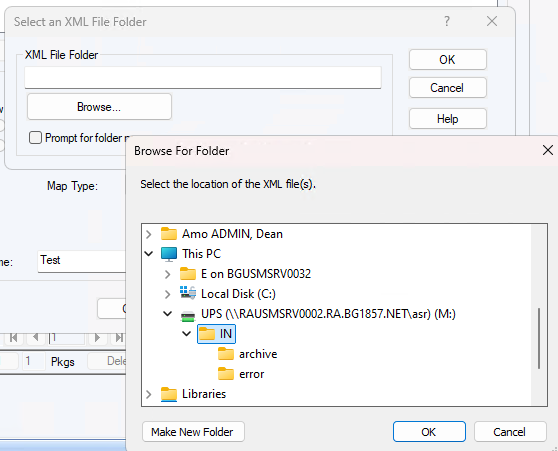 Select an XML File Folder
?
XML File Folder
OK
Browse...
Cancel
Prompt for folder
Help
Browse For Folder
Select the location of the XML file(s).
Map Type:
Amo ADMIN, Dean
This PC
E on BGUSMSRV0032
Local Disk (C:)
me:
Test
UPS (\\RAUSMSRV0002.RA.BG1857.NET\asr) (M:)
IN
1
archive
1 Pkgs Dele
error
Libraries
Make New Folder
OK
Cancel